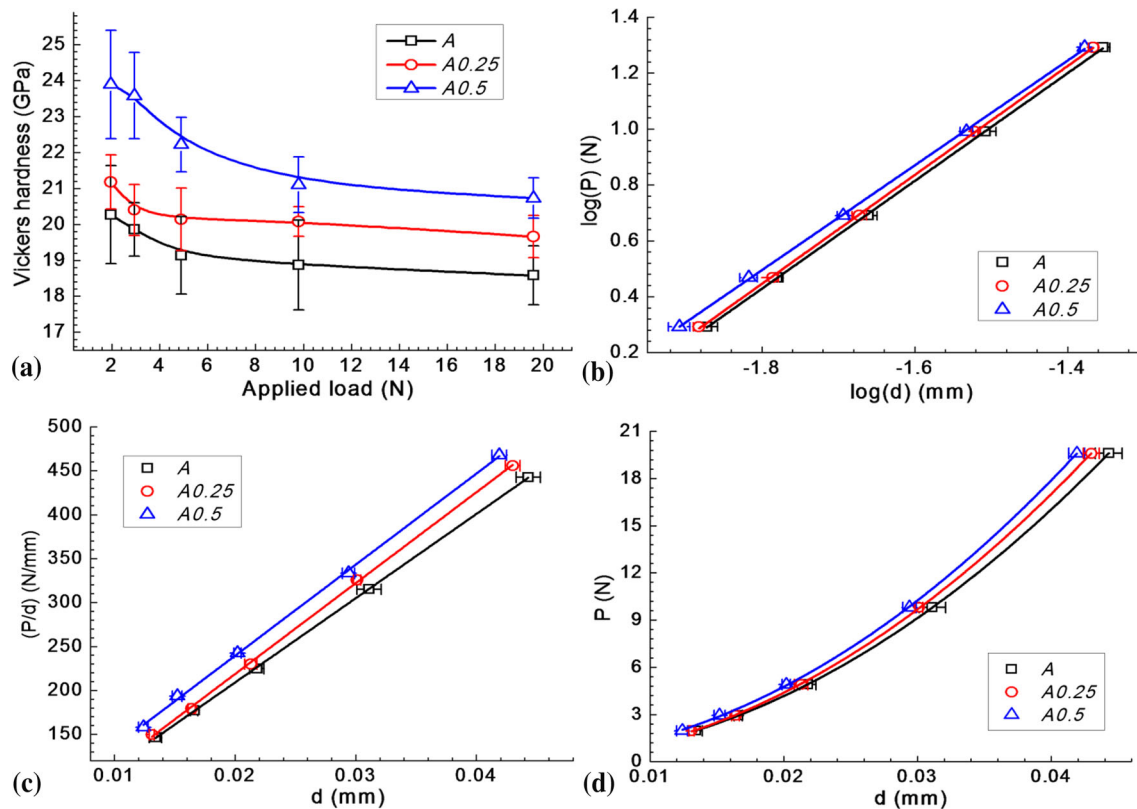 25
24
23
22
21
20
19
18
17
Vickers hardness (GPa)
A
A0.25
A0.5
2 4 6 8 10 12 14 16 18 20
Applied load (N)
(a)
1.4
1.2
1.0
0.8
0.6
0.4
0.2
log(P) (N)
A
A0.25
A0.5
-1.8 -1.6 -1.4
log(d) (mm)
(b)
500
450
400
350
300
250
200
150
(P/d) (N/mm)
A
A0.25
A0.5
0.01 0.02 0.03 0.04
d (mm)
(c)
21
18
15
12
9
6
3
0
P (N)
A
A0.25
A0.5
0.01 0.02 0.03 0.04
d (mm)
(d)